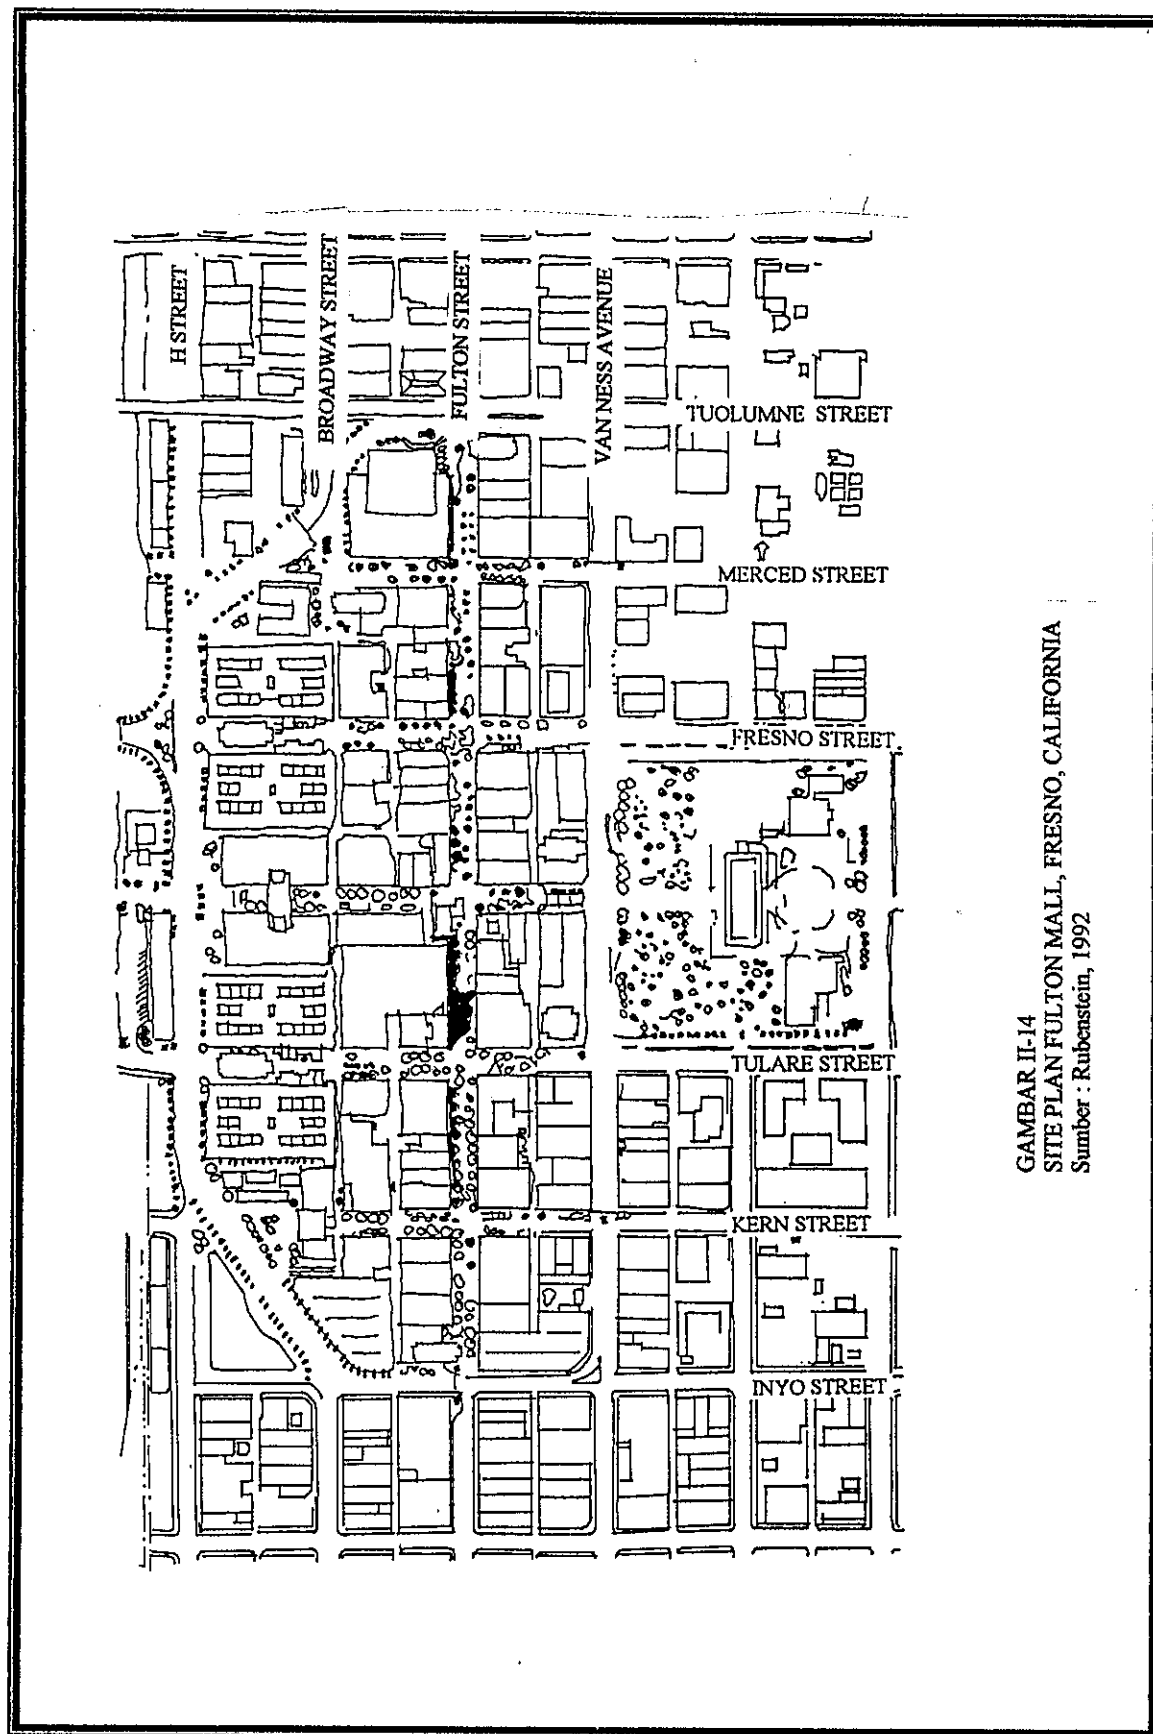 H STREET
BROADWAY STREET
FULTON STREET
VAN NESS AVENUE
TUOLUMNE STREET
MERCED STREET
FRESNO STREET
TULARE STREET
KERN STREET
INYO STREET
GAMBAR II-14
SITE PLAN FULTON MALL, FRESNO, CALIFORNIA
Sumber : Rubenstein, 1992